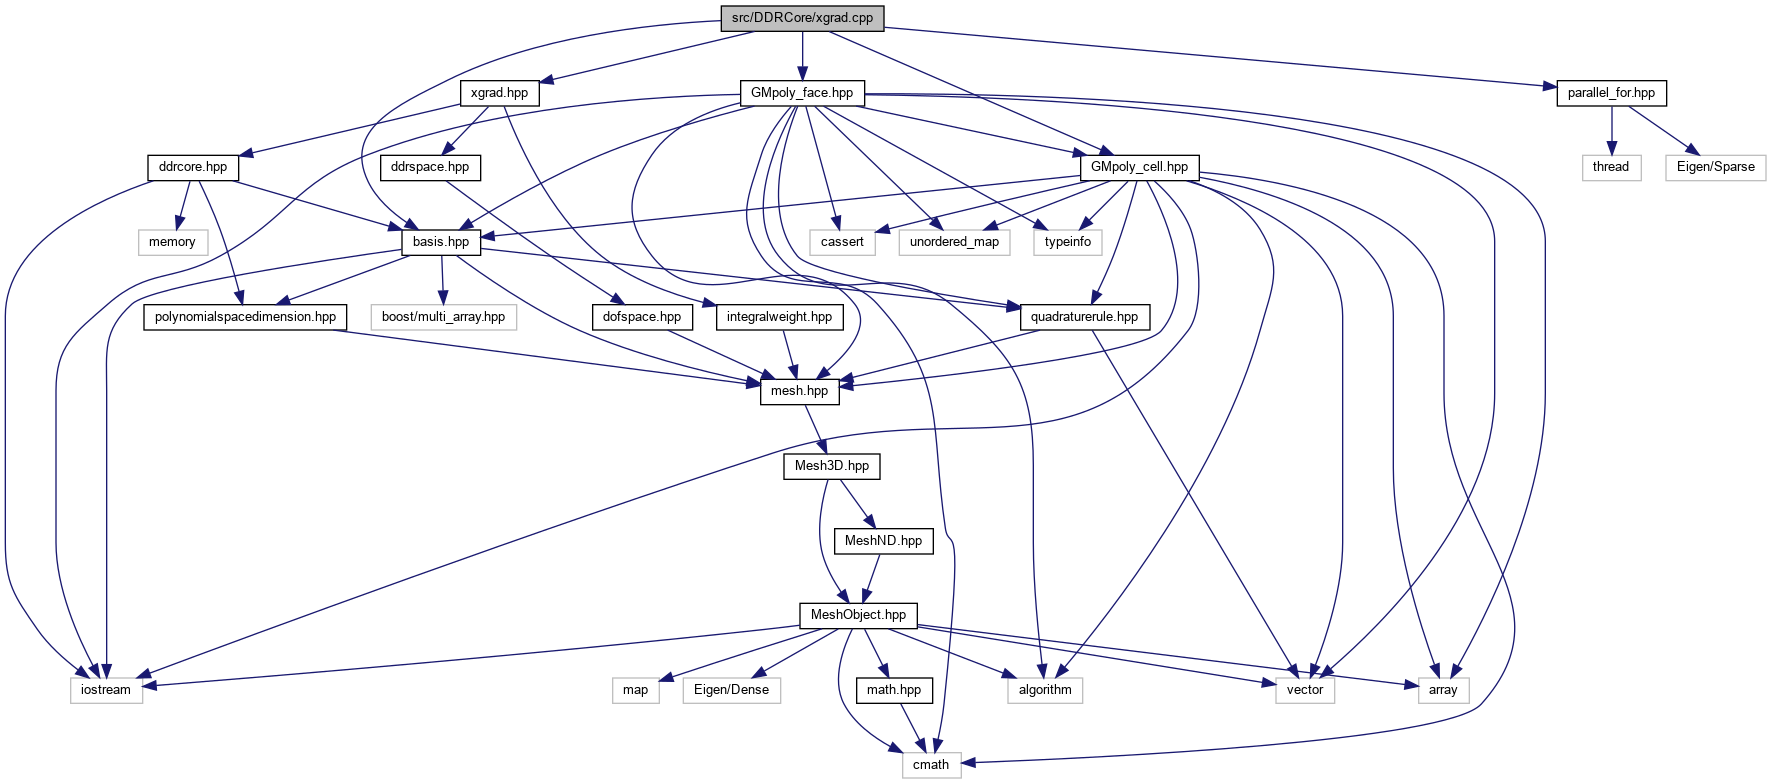 src/DDRCore/xgrad.cpp
xgrad.hpp
GMpoly_face.hpp
parallel_for.hpp
ddrcore.hpp
ddrspace.hpp
GMpoly_cell.hpp
thread
Eigen/Sparse
memory
basis.hpp
cassert
unordered_map
typeinfo
polynomialspacedimension.hpp
boost/multi_array.hpp
dofspace.hpp
integralweight.hpp
quadraturerule.hpp
mesh.hpp
Mesh3D.hpp
MeshND.hpp
MeshObject.hpp
iostream
map
Eigen/Dense
math.hpp
algorithm
vector
array
cmath